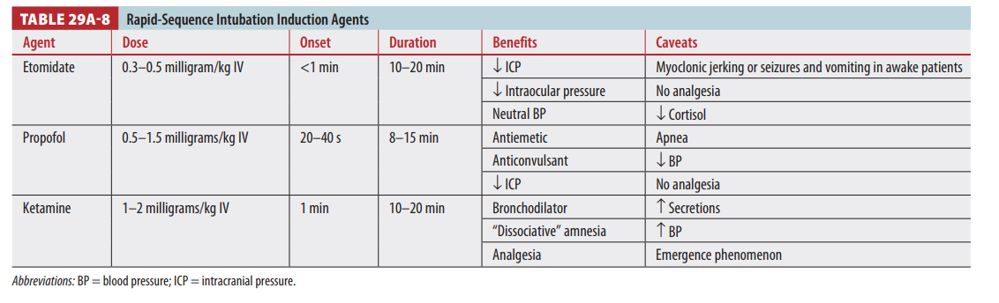 TABLE 29A-8 Rapid-Sequence Intubation Induction Agents
Agent Dose Onset Duration Benefits Caveats
Etomidate 0.3–0.5 milligram/kg IV <1 min 10–20 min ↓ ICP Myoclonic jerking or seizures and vomiting in awake patients
↓ Intraocular pressure No analgesia
Neutral BP ↓ Cortisol
Propofol 0.5–1.5 milligrams/kg IV 20–40 s 8–15 min Antiemetic Apnea
Anticonvulsant ↓ BP
↓ ICP No analgesia
Ketamine 1–2 milligrams/kg IV 1 min 10–20 min Bronchodilator ↑ Secretions
“Dissociative” amnesia ↑ BP
Analgesia Emergence phenomenon
Abbreviations: BP = blood pressure; ICP = intracranial pressure.